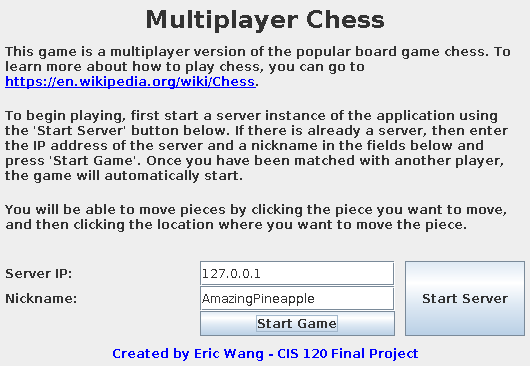 Multiplayer Chess
This game is a multiplayer version of the popular board game chess. To
learn more about how to play chess, you can go to
https://en.wikipedia.org/wiki/Chess.
To begin playing, first start a server instance of the application using
the 'Start Server' button below. If there is already a server, then enter
the IP address of the server and a nickname in the fields below and
press 'Start Game'. Once you have been matched with another player,
the game will automatically start.
You will be able to move pieces by clicking the piece you want to move,
and then clicking the location where you want to move the piece.
Server IP: 127.0.0.1
Nickname: AmazingPineapple
Start Server
Start Game
Created by Eric Wang - CIS 120 Final Project